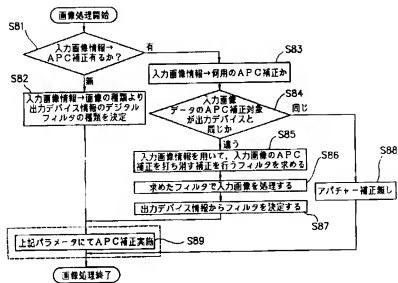 画像処理開始
S81
入力画像情報→
APC補正有るか?
有
無
S83
入力画像情報→何用のAPC補正か
S82
入力画像情報→画像の種類より
出力デバイス情報のデジタル
フィルタの種類を決定
S84
入力画像
データのAPC補正対象
が出力デバイスと
同じか
同じ
違う
S85
入力画像情報を用いて,入力画像のAPC
補正を打ち消す補正を行うフィルタを求める
S86
求めたフィルタで入力画像を処理する
S88
アパチャー補正無し
出力デバイス情報からフィルタを決定する
S87
上記パラメータにてAPC補正実施
S89
画像処理終了